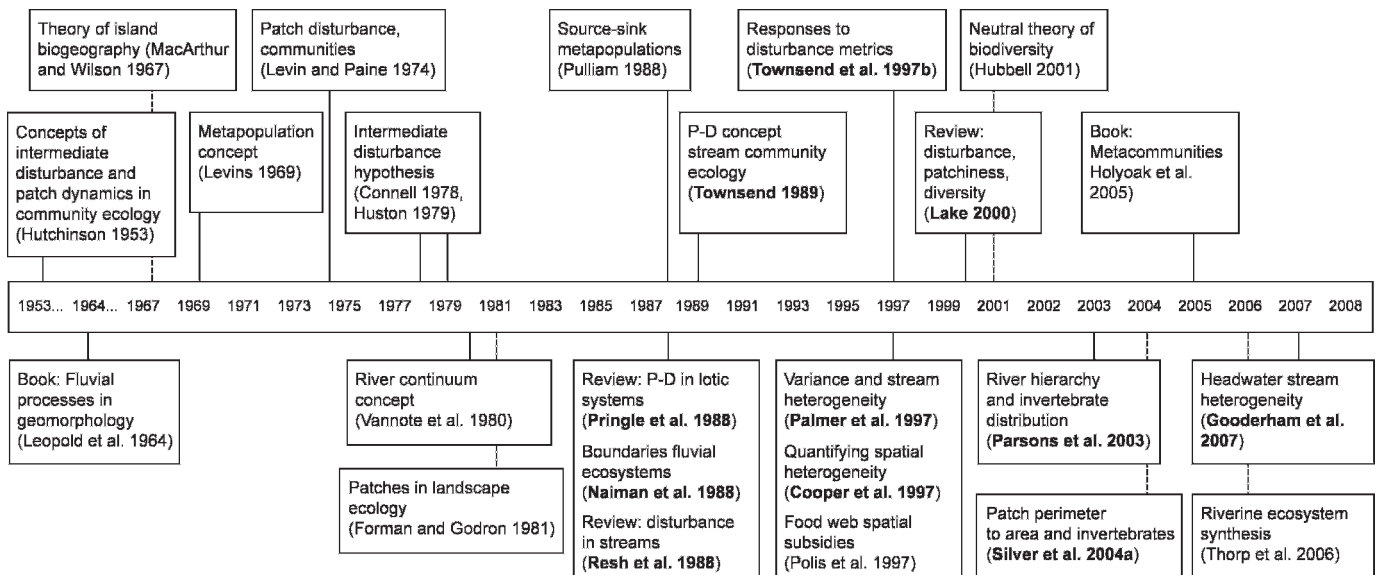 Theory of island
biogeography (MacArthur
and Wilson 1967)
Patch disturbance,
communities
(Levin and Paine 1974)
Source-sink
metapopulations
(Pulliam 1988)
Responses to
disturbance metrics
(Townsend et al. 1997b)
Neutral theory of
biodiversity
(Hubbell 2001)
Concepts of
intermediate
disturbance and
patch dynamics in
community ecology
(Hutchinson 1953)
Metapopulation
concept
(Levins 1969)
Intermediate
disturbance
hypothesis
(Connell 1978,
Huston 1979)
P-D concept
stream community
ecology
(Townsend 1989)
Review:
disturbance,
patchiness,
diversity
(Lake 2000)
Book:
Metacommunities
Holyoak et al.
2005)
1953... 1964... 1967 1969 1971 1973 1975 1977 1979 1981 1983 1985 1987 1989 1991 1993 1995 1997 1999 2001 2002 2003 2004 2005 2006 2007 2008
Book: Fluvial
processes in
geomorphology
(Leopold et al. 1964)
River continuum
concept
(Vannote et al. 1980)
Patches in landscape
ecology
(Forman and Godron 1981)
Review: P-D in lotic
systems
(Pringle et al. 1988)
Boundaries fluvial
ecosystems
(Naiman et al. 1988)
Review: disturbance
in streams
(Resh et al. 1988)
Variance and stream
heterogeneity
(Palmer et al. 1997)
Quantifying spatial
heterogeneity
(Cooper et al. 1997)
Food web spatial
subsidies
(Polis et al. 1997)
River hierarchy
and invertebrate
distribution
(Parsons et al. 2003)
Patch perimeter
to area and invertebrates
(Silver et al. 2004a)
Headwater stream
heterogeneity
(Gooderham et al.
2007)
Riverine ecosystem
synthesis
(Thorp et al. 2006)